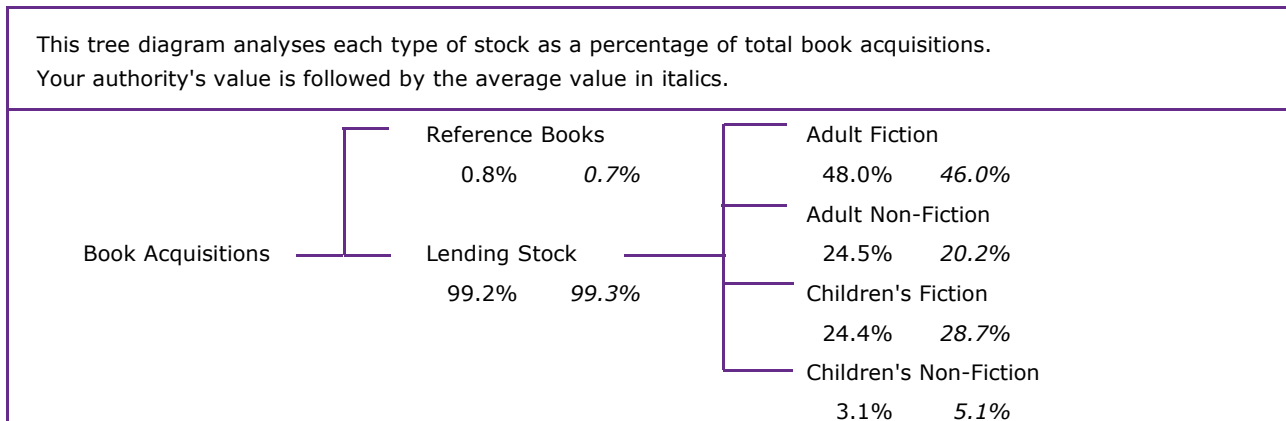 This tree diagram analyses each type of stock as a percentage of total book acquisitions.
Your authority's value is followed by the average value in italics.
Reference Books
0.8% 0.7%
Adult Fiction
48.0% 46.0%
Adult Non-Fiction
Book Acquisitions
Lending Stock
24.5% 20.2%
99.2% 99.3%
Children's Fiction
24.4% 28.7%
Children's Non-Fiction
3.1% 5.1%